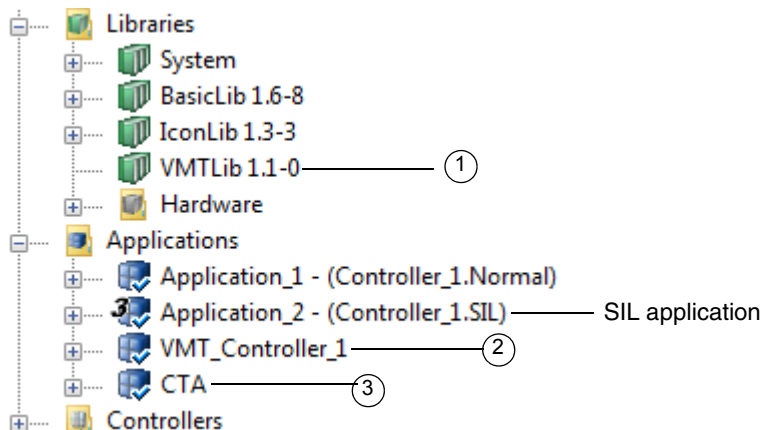 Libraries
System
BasicLib 1.6-8
IconLib 1.3-3
VMTLib 1.1-0 1
Hardware
Applications
Application_1 - (Controller_1.Normal)
3 Application_2 - (Controller_1.SIL) SIL application
VMT_Controller_1 2
CTA 3
Controllers